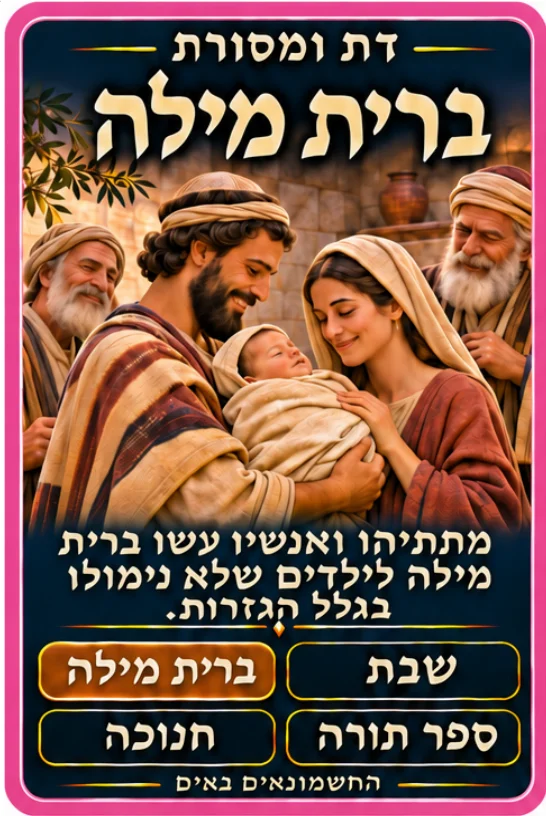 דת ומסורת
ברית מילה
מתתיהו ואנשיו עשו ברית
מילה לילדים שלא נימולו
בגלל הגזרות.
שבת
ברית מילה
ספר תורה
חנוכה
החשמונאים באים